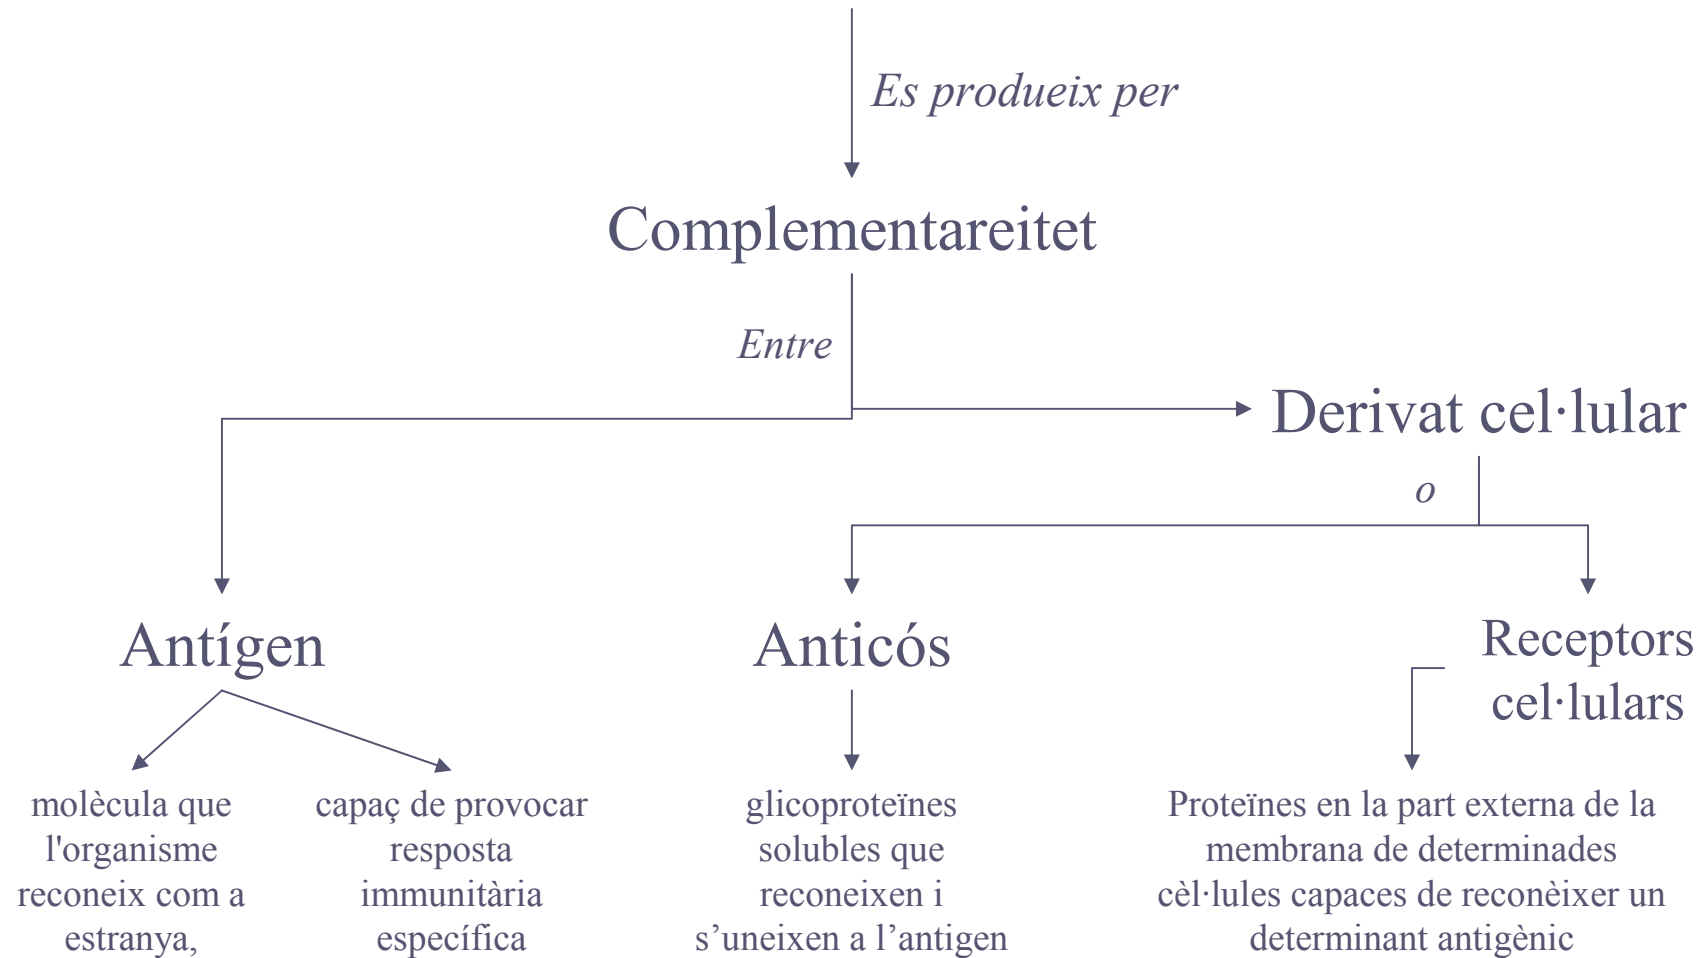 Es produeix per
Complementareitet
Entre
Derivat cel·lular
o
Antígen
Anticós
Receptors
cel·lulars
molècula que
l'organisme
reconeix com a
estranya,
capaç de provocar
resposta
immunitària
específica
glicoproteïnes
solubles que
reconeixen i
s’uneixen a l’antigen
Proteïnes en la part externa de la
membrana de determinades
cèl·lules capaces de reconèixer un
determinant antigènic